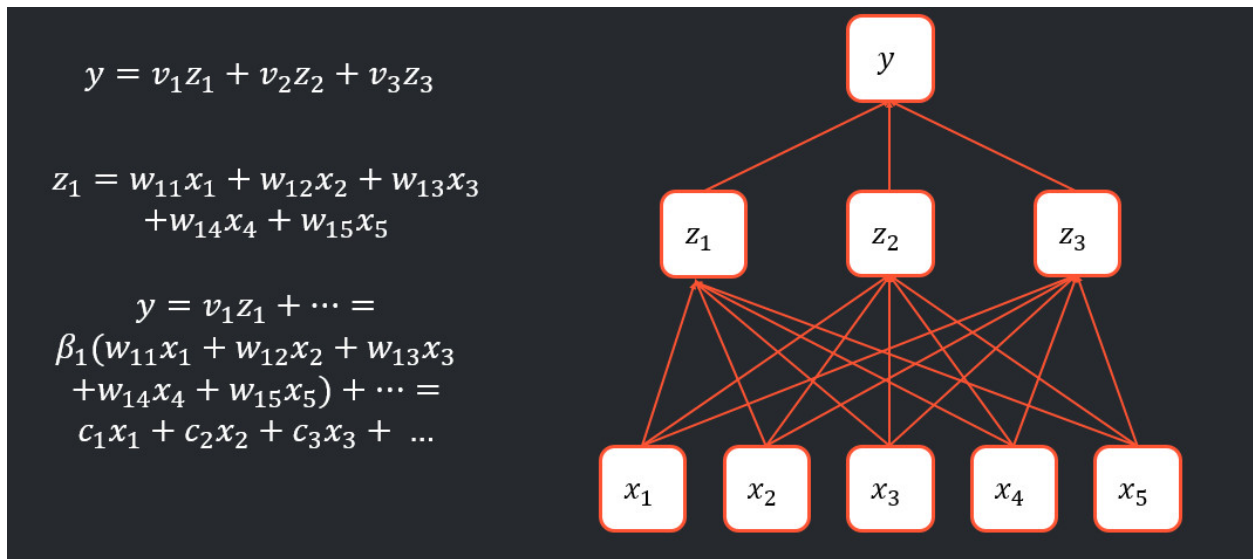 y = v₁z₁ + v₂z₂ + v₃z₃
z₁ = w₁₁x₁ + w₁₂x₂ + w₁₃x₃
+w₁₄x₄ + w₁₅x₅
y = v₁z₁ + ⋯ =
β₁(w₁₁x₁ + w₁₂x₂ + w₁₃x₃
+w₁₄x₄ + w₁₅x₅) + ⋯ =
c₁x₁ + c₂x₂ + c₃x₃ + …
y
z₁ z₂ z₃
x₁ x₂ x₃ x₄ x₅